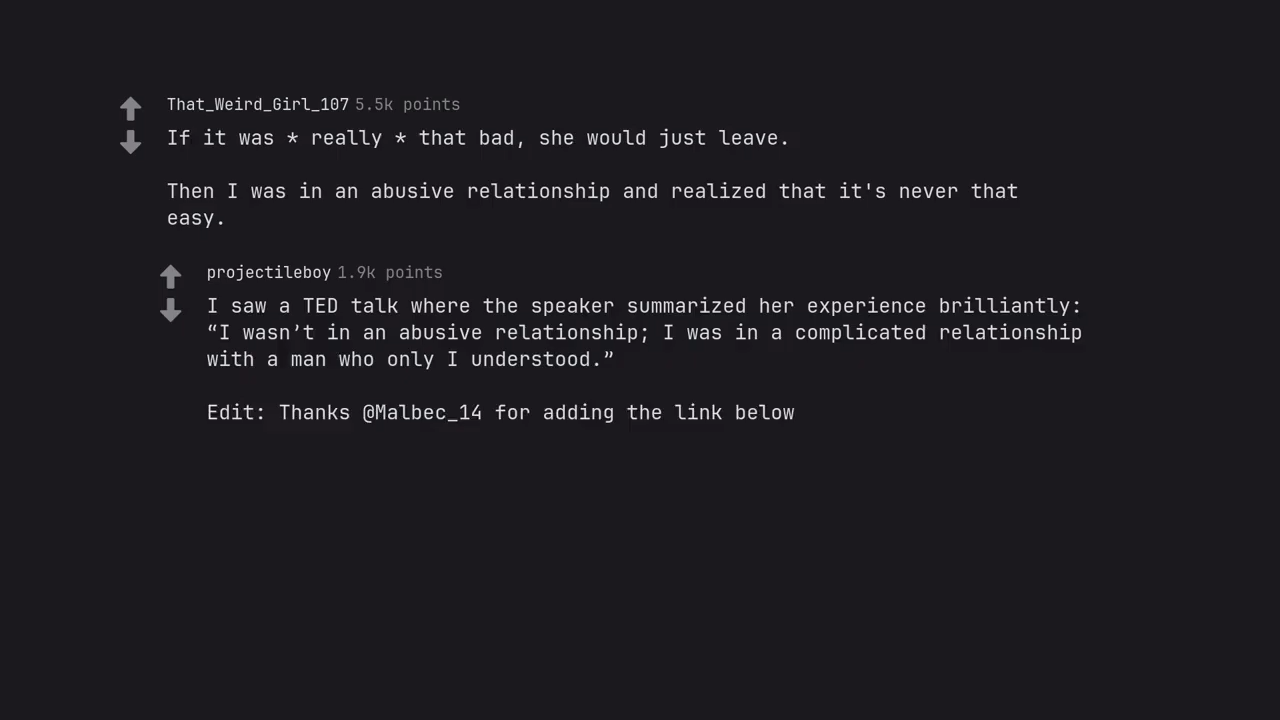 That_Weird_Girl_107 5.5k points
If it was * really * that bad, she would just leave.
Then I was in an abusive relationship and realized that it's never that
easy.
projectileboy 1.9k points
I saw a TED talk where the speaker summarized her experience brilliantly:
“I wasn’t in an abusive relationship; I was in a complicated relationship
with a man who only I understood.”
Edit: Thanks @Malbec_14 for adding the link below